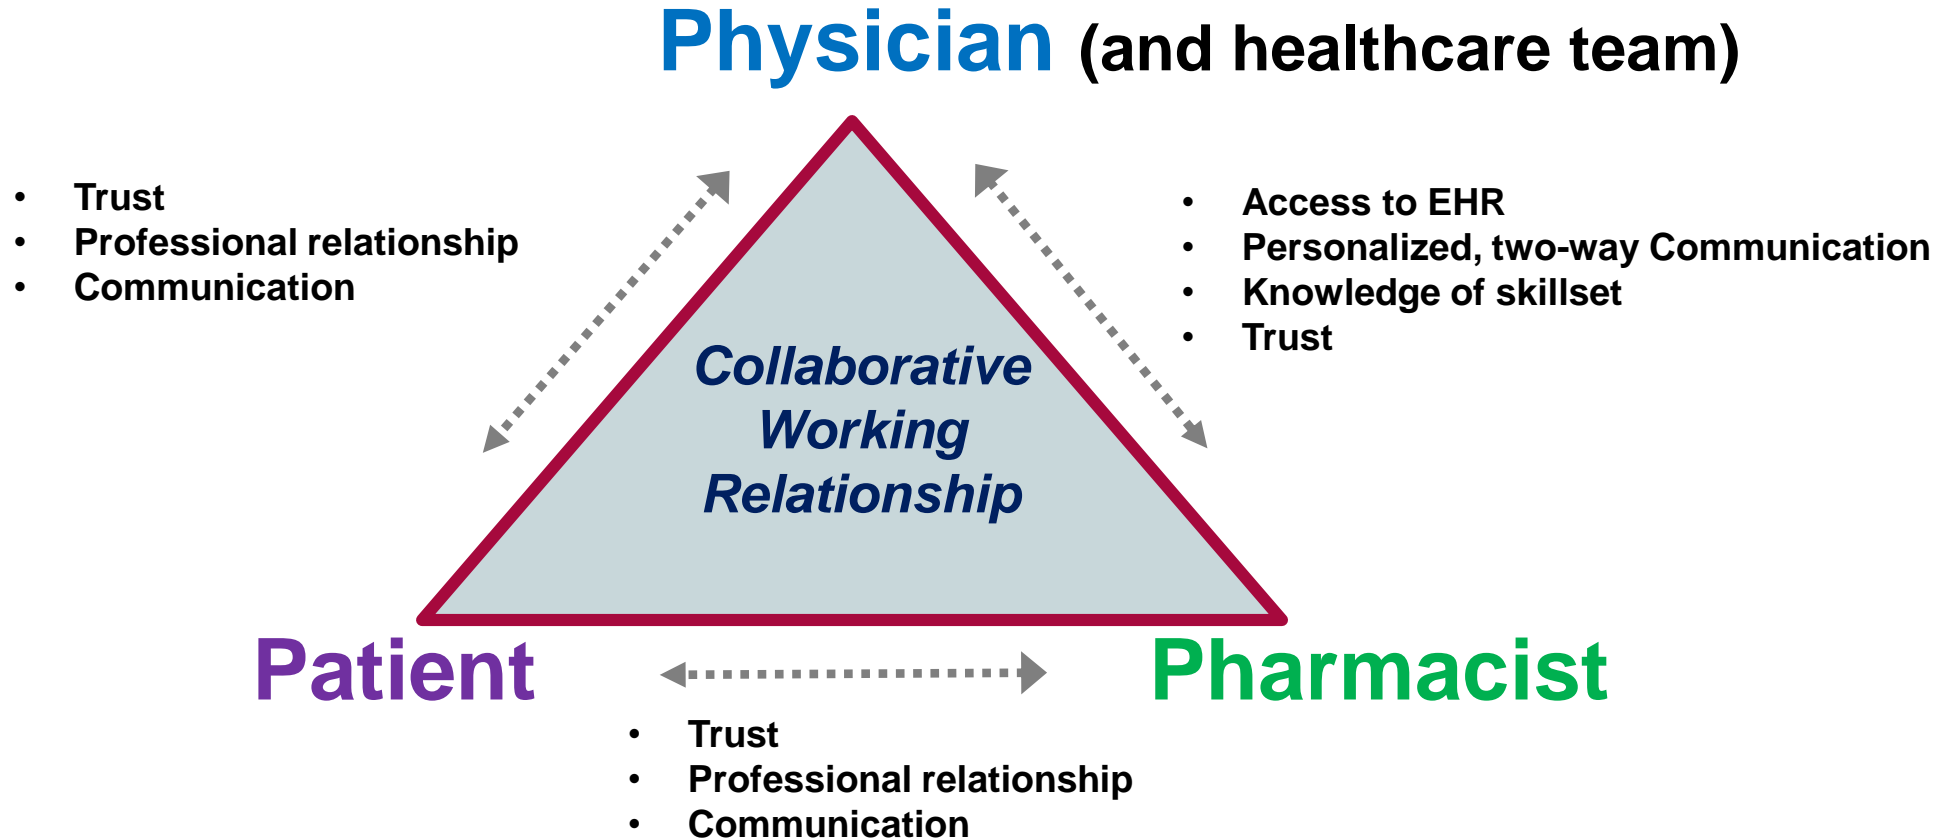 Physician (and healthcare team)
• Trust
• Professional relationship
• Communication
• Access to EHR
• Personalized, two-way Communication
• Knowledge of skillset
• Trust
Collaborative
Working
Relationship
Patient
Pharmacist
• Trust
• Professional relationship
• Communication